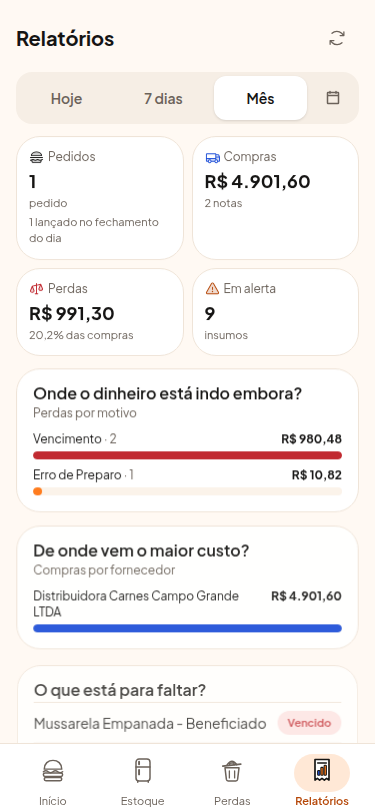 Relatórios
Hoje
7 dias
Mês
Pedidos
1
pedido
1 lançado no fechamento
do dia
Compras
R$ 4.901,60
2 notas
Perdas
R$ 991,30
20,2% das compras
Em alerta
9
insumos
Onde o dinheiro está indo embora?
Perdas por motivo
Vencimento · 2 R$ 980,48
Erro de Preparo · 1 R$ 10,82
De onde vem o maior custo?
Compras por fornecedor
Distribuidora Carnes Campo Grande R$ 4.901,60
LTDA
O que está para faltar?
Mussarela Empanada - Beneficiado Vencido
Início
Estoque
Perdas
Relatórios